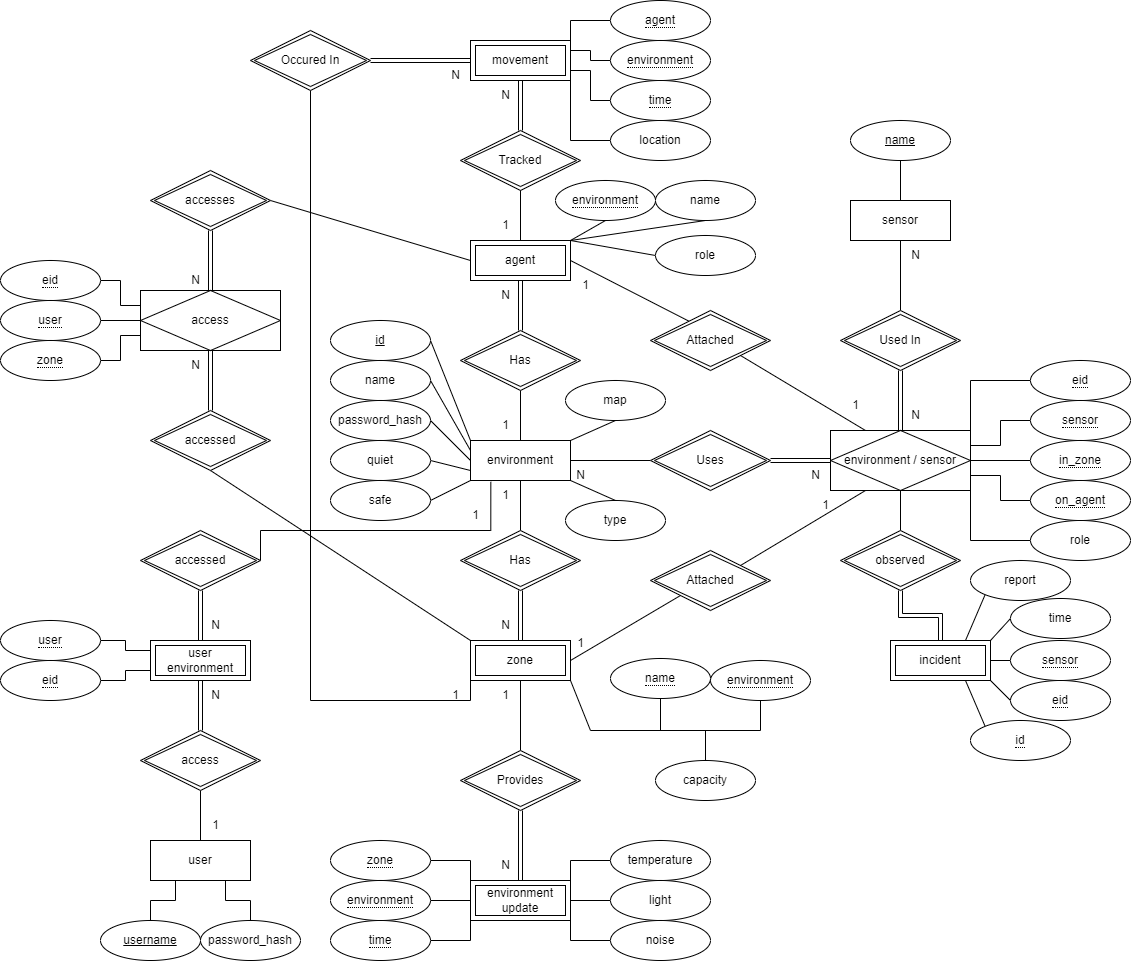 agent
Occured In
movement
environment
N
N
time
location
name
Tracked
accesses
environment
name
sensor
1
role
agent
N
N
eid
N
1
user
access
id
Attached
Used In
zone
Has
N
name
map
eid
1
N
password_hash
sensor
1
accessed
quiet
environment
Uses
environment / sensor
in_zone
N
N
safe
1
1
1
on_agent
type
role
accessed
Has
Attached
observed
report
time
N
N
user
1
user
environment
zone
incident
sensor
eid
name
environment
N
1
1
eid
id
access
Provides
capacity
1
user
zone
N
temperature
environment
environment
update
light
username
password_hash
time
noise